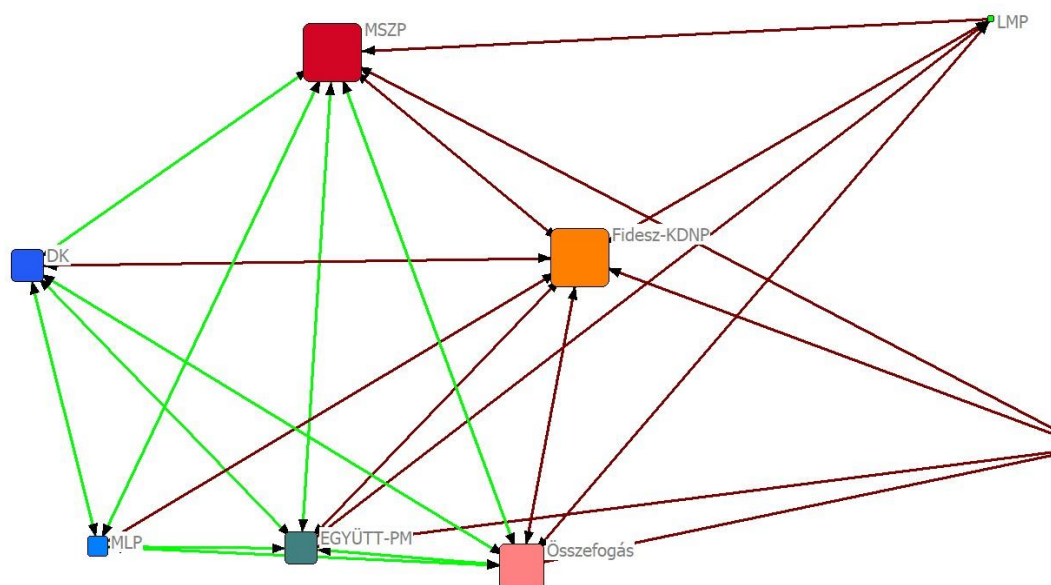 MSZP
LMP
Fidesz-KDNP
DK
MLP
EGYÜTT-PM
Összefogás